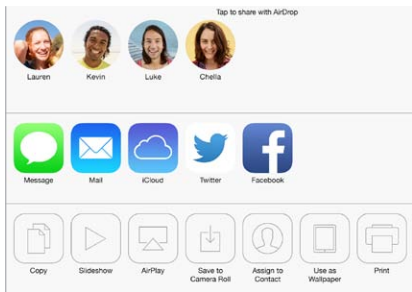 Tap to share with AirDrop
Lauren Kevin Luke Chella
Message Mail iCloud Twitter Facebook
Copy Slideshow AirPlay Save to Camera Roll Assign to Contact Use as Wallpaper Print